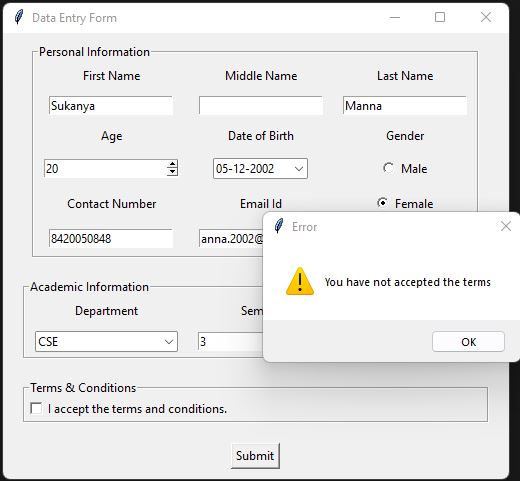 Data Entry Form
Personal Information
First Name Middle Name Last Name
Sukanya Manna
Age Date of Birth Gender
20 05-12-2002 Male
Contact Number Email Id Female
8420050848 anna.2002@
Error
You have not accepted the terms
OK
Academic Information
Department Sem
CSE 3
Terms & Conditions
I accept the terms and conditions.
Submit